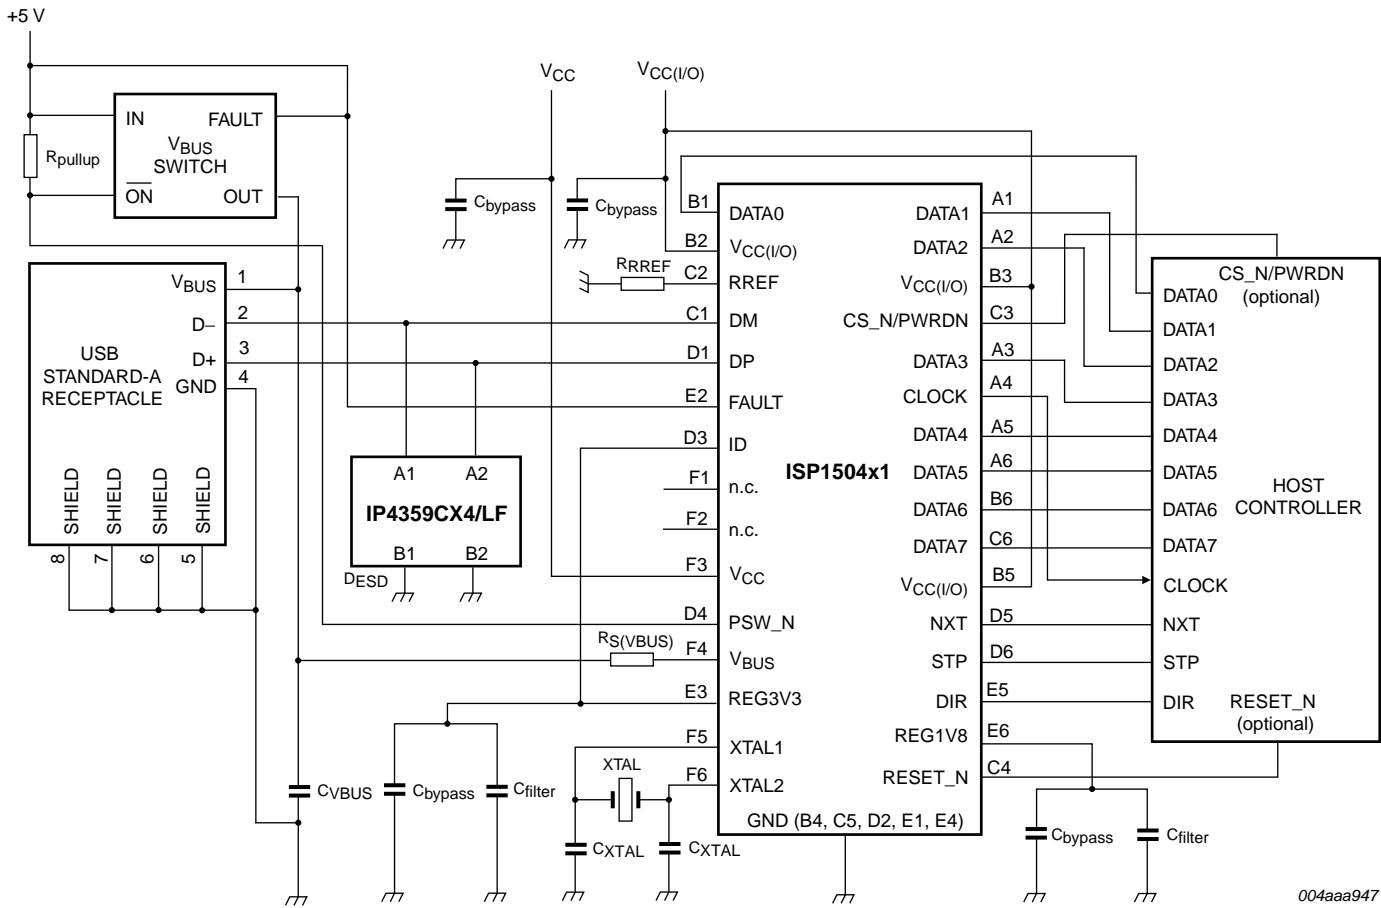 +5 V
IN
FAULT
VBUS
SWITCH
ON
OUT
Rpullup
VCC
VCC(I/O)
Cbypass
Cbypass
USB
STANDARD-A
RECEPTACLE
VBUS
1
D–
2
D+
3
GND
4
SHIELD
SHIELD
SHIELD
SHIELD
8
7
6
5
A1
A2
IP4359CX4/LF
B1
B2
DESD
RRREF
RS(VBUS)
CVBUS
Cbypass
Cfilter
XTAL
CXTAL
CXTAL
ISP1504x1
B1
DATA0
B2
VCC(I/O)
C2
RREF
C1
DM
D1
DP
E2
FAULT
D3
ID
F1
n.c.
F2
n.c.
F3
VCC
D4
PSW_N
F4
VBUS
E3
REG3V3
F5
XTAL1
F6
XTAL2
GND (B4, C5, D2, E1, E4)
DATA1
A1
DATA2
A2
VCC(I/O)
B3
CS_N/PWRDN
C3
DATA3
A3
CLOCK
A4
DATA4
A5
DATA5
A6
DATA6
B6
DATA7
C6
VCC(I/O)
B5
NXT
D5
STP
D6
DIR
E5
REG1V8
E6
RESET_N
C4
CS_N/PWRDN
(optional)
DATA0
DATA1
DATA2
DATA3
DATA4
DATA5
DATA6
DATA7
HOST
CONTROLLER
CLOCK
NXT
STP
DIR
RESET_N
(optional)
Cbypass
Cfilter
004aaa947